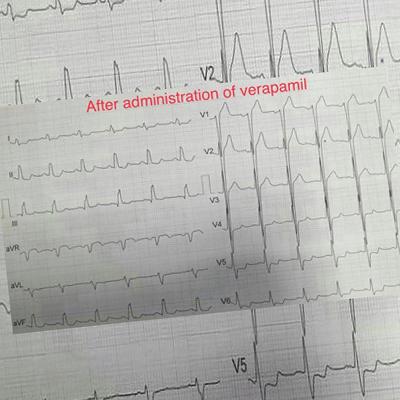 V2
After administration of verapamil
I
V1
II
V2
III
V3
aVR
V4
aVL
V5
aVF
V6
V5